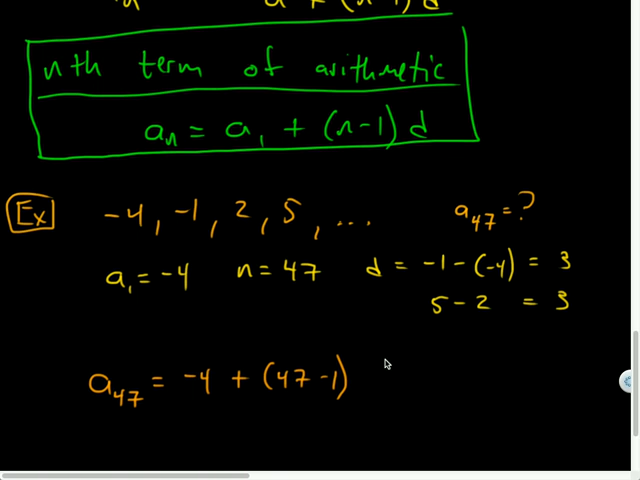 a + (n-1) d
nth term of arithmetic
aₙ = a₁ + (n-1) d
Ex -4, -1, 2, 5, ... a₄₇ = ?
a₁ = -4 n = 47 d = -1 - (-4) = 3
5 - 2 = 3
a₄₇ = -4 + (47 - 1)